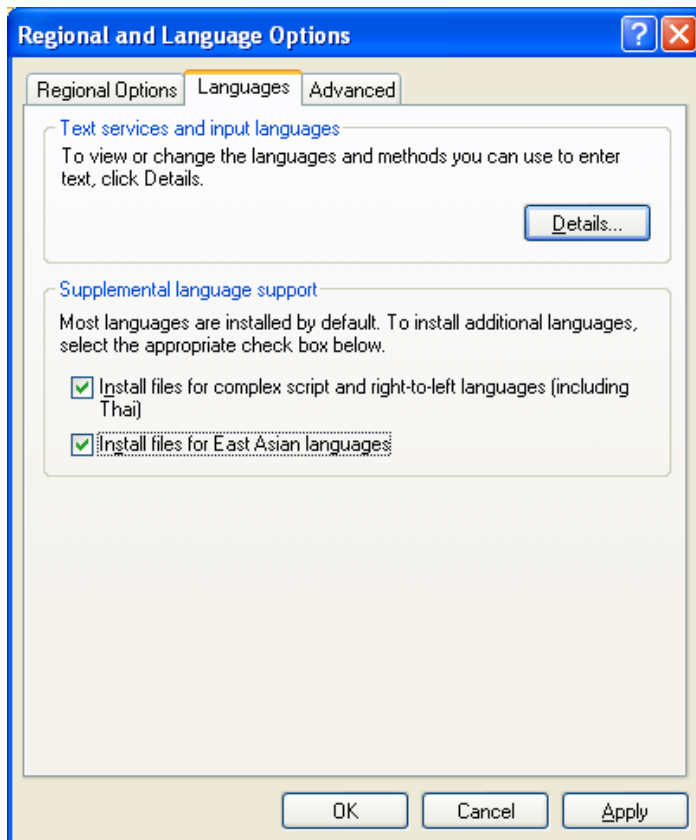 Regional and Language Options
Regional Options
Languages
Advanced
Text services and input languages
To view or change the languages and methods you can use to enter
text, click Details.
Details...
Supplemental language support
Most languages are installed by default. To install additional languages,
select the appropriate check box below.
Install files for complex script and right-to-left languages (including
Thai)
Install files for East Asian languages
OK
Cancel
Apply